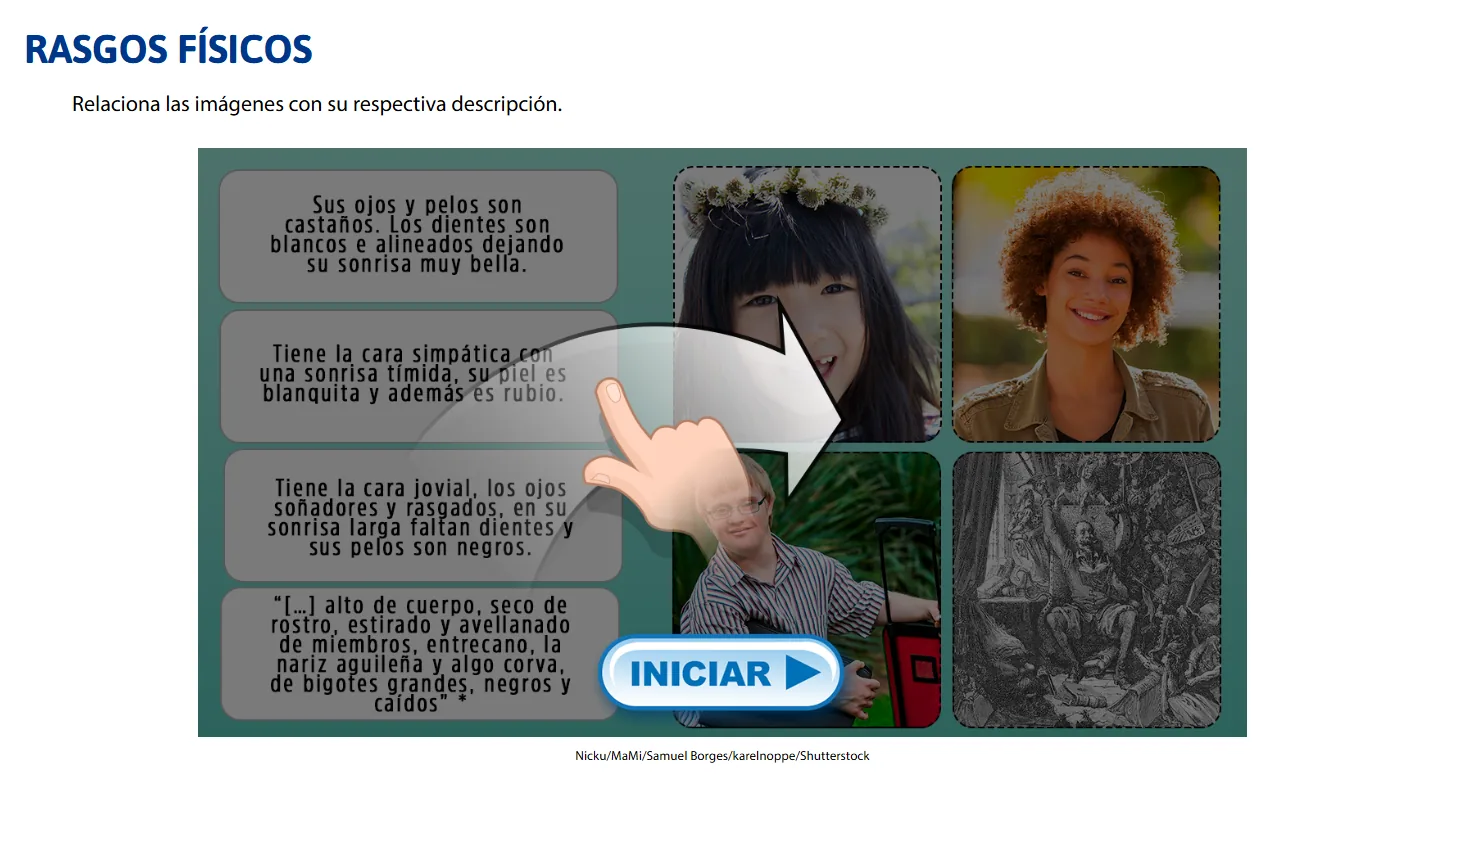 RASGOS FÍSICOS
Relaciona las imágenes con su respectiva descripción.
Sus ojos y pelos son
castaños. Los dientes son
blancos e alineados dejando
su sonrisa muy bella.
Tiene la cara simpática con
una sonrisa tímida, su piel es
blanquita y además es rubio.
Tiene la cara jovial, los ojos
soñadores y rasgados, en su
sonrisa larga faltan dientes y
sus pelos son negros.
“[...] alto de cuerpo, seco de
rostro, estirado y avellanado
de miembros, entrecano, la
nariz aguileña y algo corva,
de bigotes grandes, negros y
caídos” *
INICIAR
Nicku/MaMi/Samuel Borges/karelnoppe/Shutterstock